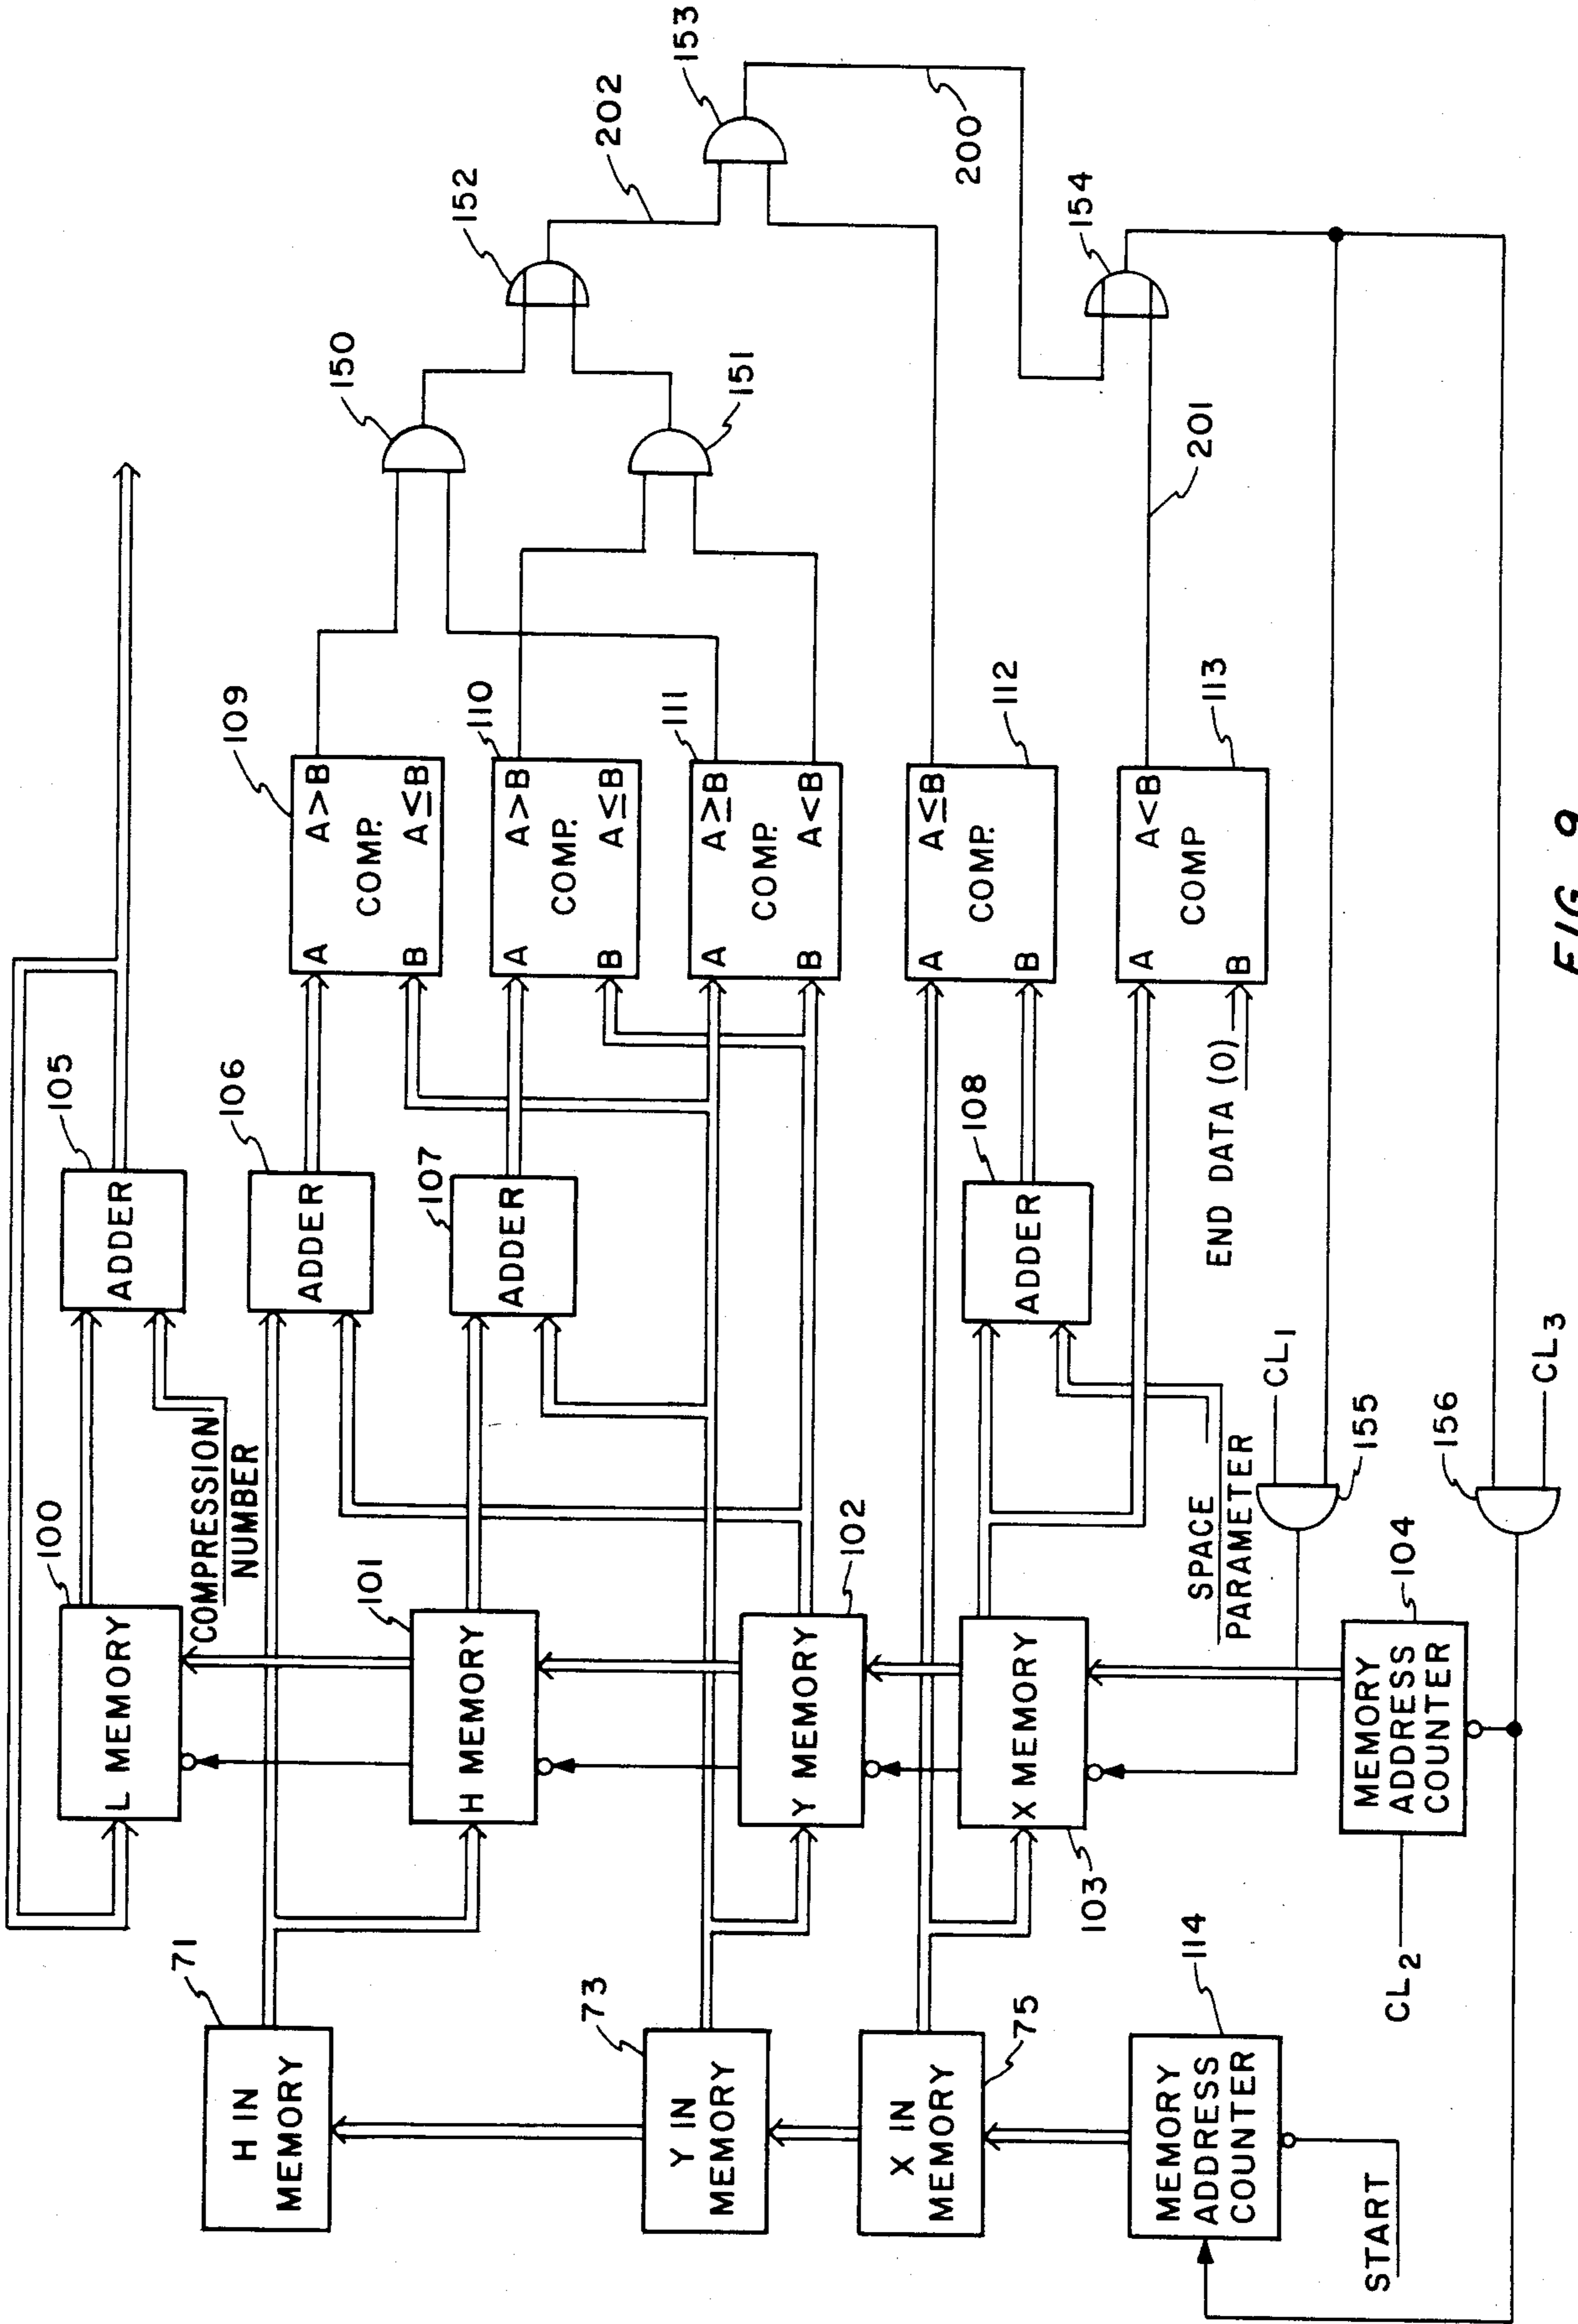 H IN
MEMORY
71
Y IN
MEMORY
73
X IN
MEMORY
75
MEMORY
ADDRESS
COUNTER
114
START
L MEMORY
100
H MEMORY
101
Y MEMORY
102
X MEMORY
103
MEMORY
ADDRESS
COUNTER
104
CL2
COMPRESSION
NUMBER
SPACE
PARAMETER
CL1
155
156
CL3
ADDER
105
ADDER
106
ADDER
107
ADDER
108
END DATA (0)
A A>B
COMP.
B A≤B
109
A A>B
COMP.
B A≤B
110
A A≥B
COMP.
B A<B
111
A A≤B
COMP.
B
112
A A<B
COMP
B
113
150
151
152
202
153
200
154
201
FIG. 9